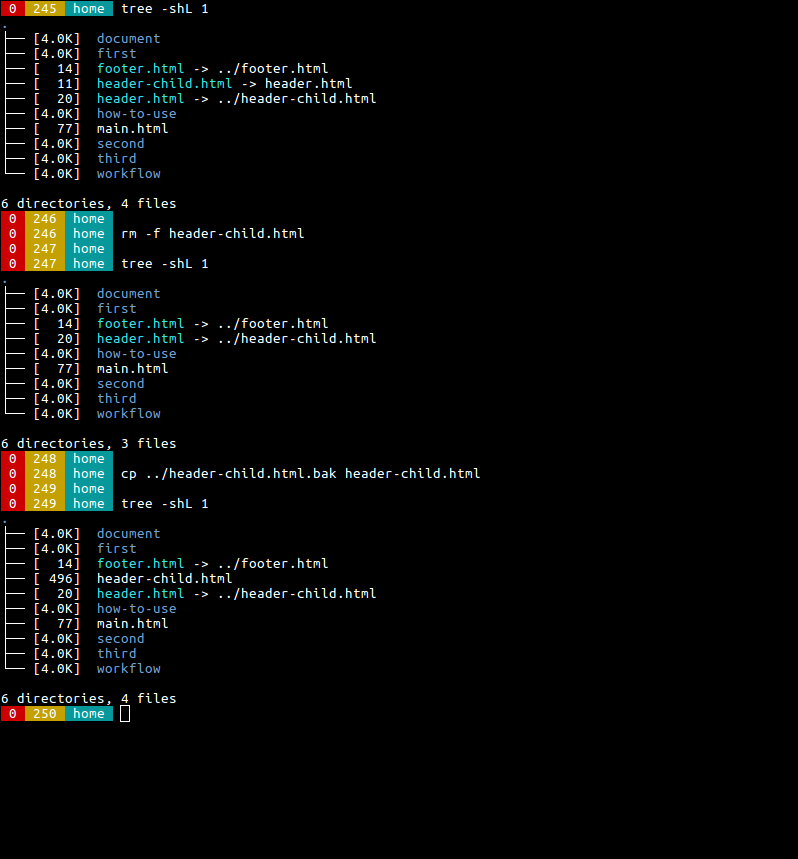 0 245 home tree -shL 1
.
├── [4.0K]  document
├── [4.0K]  first
├── [  14]  footer.html -> ../footer.html
├── [  11]  header-child.html -> header.html
├── [  20]  header.html -> ../header-child.html
├── [4.0K]  how-to-use
├── [  77]  main.html
├── [4.0K]  second
├── [4.0K]  third
└── [4.0K]  workflow
6 directories, 4 files
0 246 home
0 246 home rm -f header-child.html
0 247 home
0 247 home tree -shL 1
.
├── [4.0K]  document
├── [4.0K]  first
├── [  14]  footer.html -> ../footer.html
├── [  20]  header.html -> ../header-child.html
├── [4.0K]  how-to-use
├── [  77]  main.html
├── [4.0K]  second
├── [4.0K]  third
└── [4.0K]  workflow
6 directories, 3 files
0 248 home
0 248 home cp ../header-child.html.bak header-child.html
0 249 home
0 249 home tree -shL 1
.
├── [4.0K]  document
├── [4.0K]  first
├── [  14]  footer.html -> ../footer.html
├── [ 496]  header-child.html
├── [  20]  header.html -> ../header-child.html
├── [4.0K]  how-to-use
├── [  77]  main.html
├── [4.0K]  second
├── [4.0K]  third
└── [4.0K]  workflow
6 directories, 4 files
0 250 home